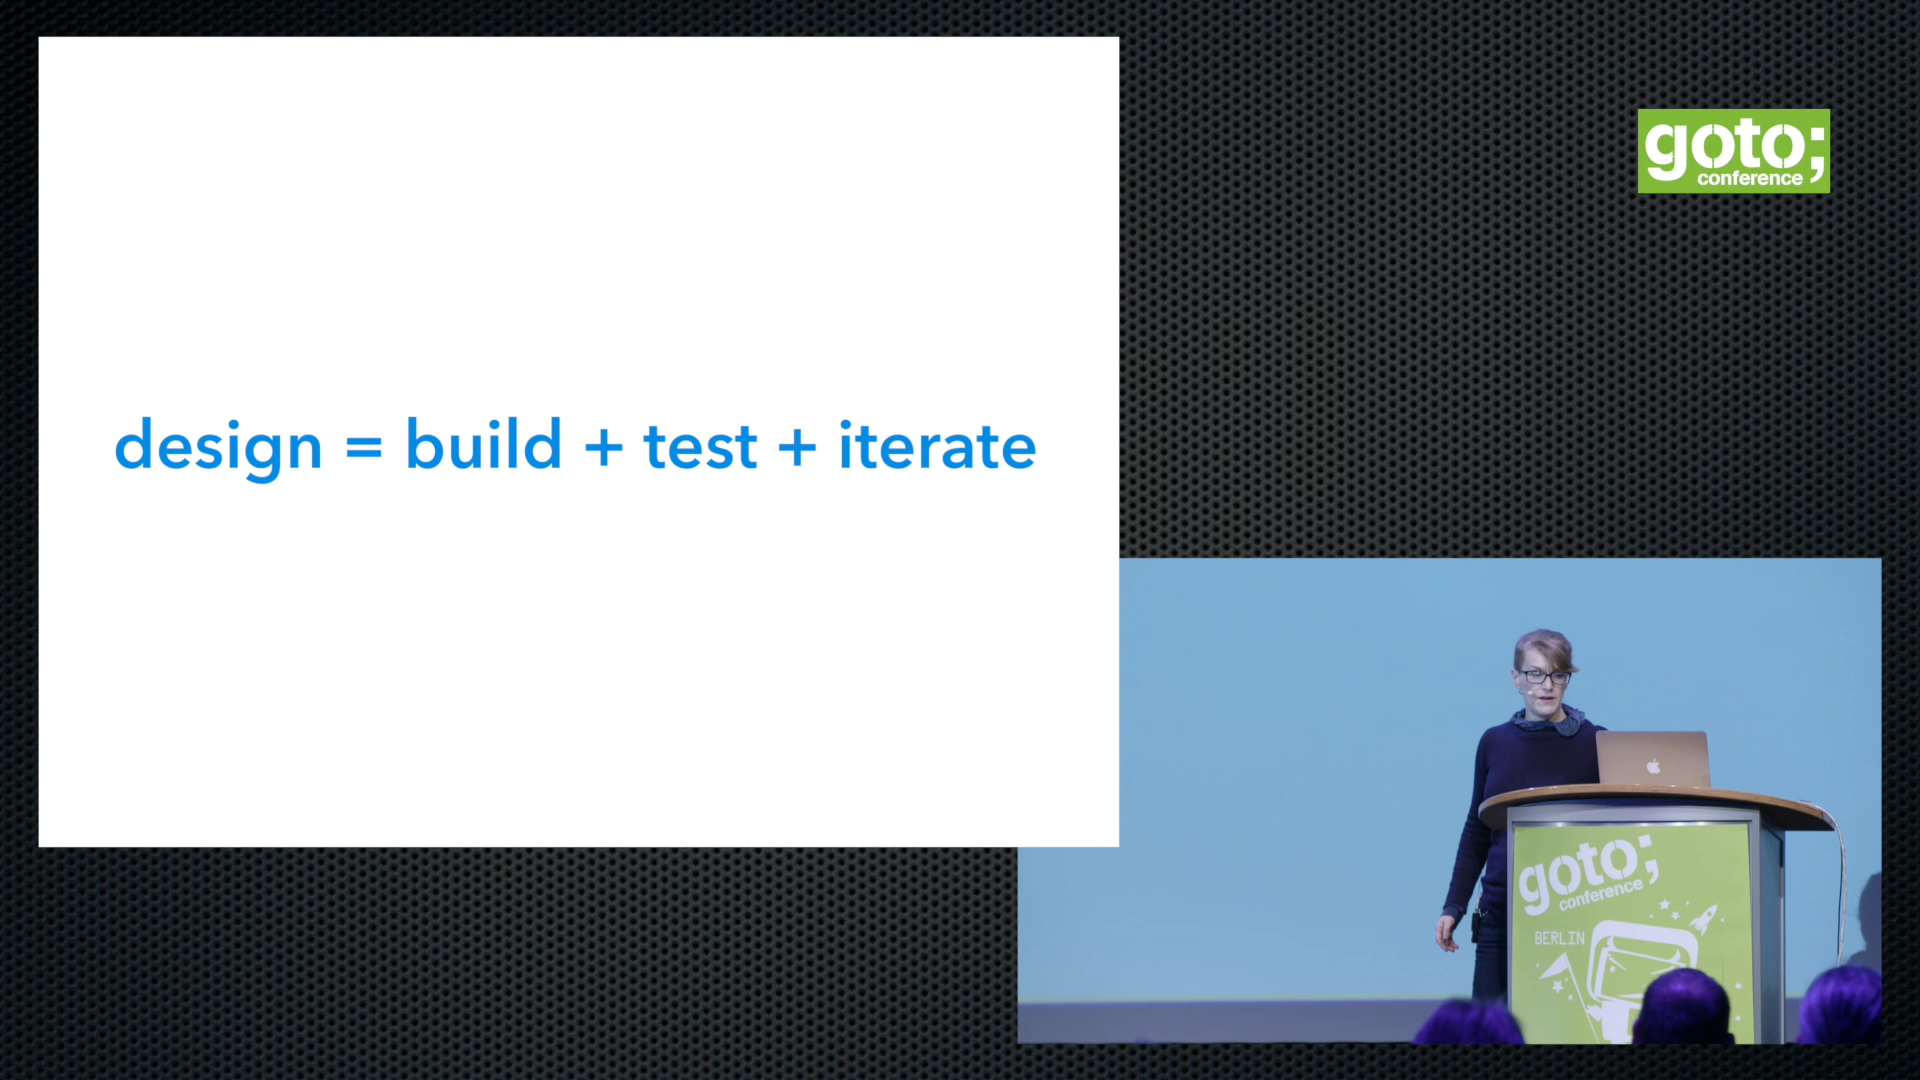 design = build + test + iterate
goto;
conference
goto;
conference
BERLIN